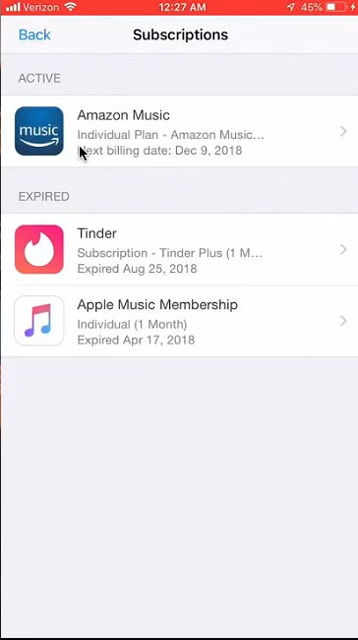 Verizon 12:27 AM 45%
Back Subscriptions
ACTIVE
music
Amazon Music
Individual Plan - Amazon Music...
Next billing date: Dec 9, 2018
EXPIRED
Tinder
Subscription - Tinder Plus (1 M...
Expired Aug 25, 2018
Apple Music Membership
Individual (1 Month)
Expired Apr 17, 2018